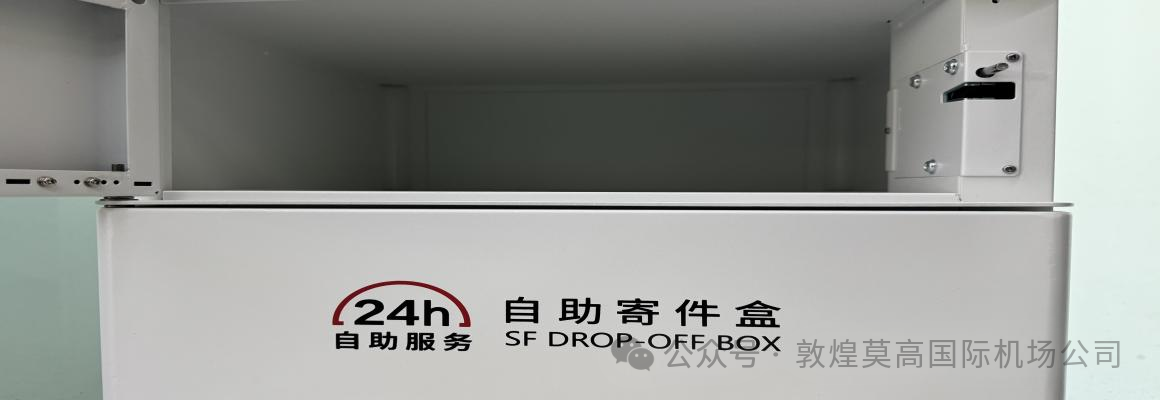 24h
自助服务
自助寄件盒
SF DROP-OFF BOX
公众号 · 敦煌莫高国际机场公司